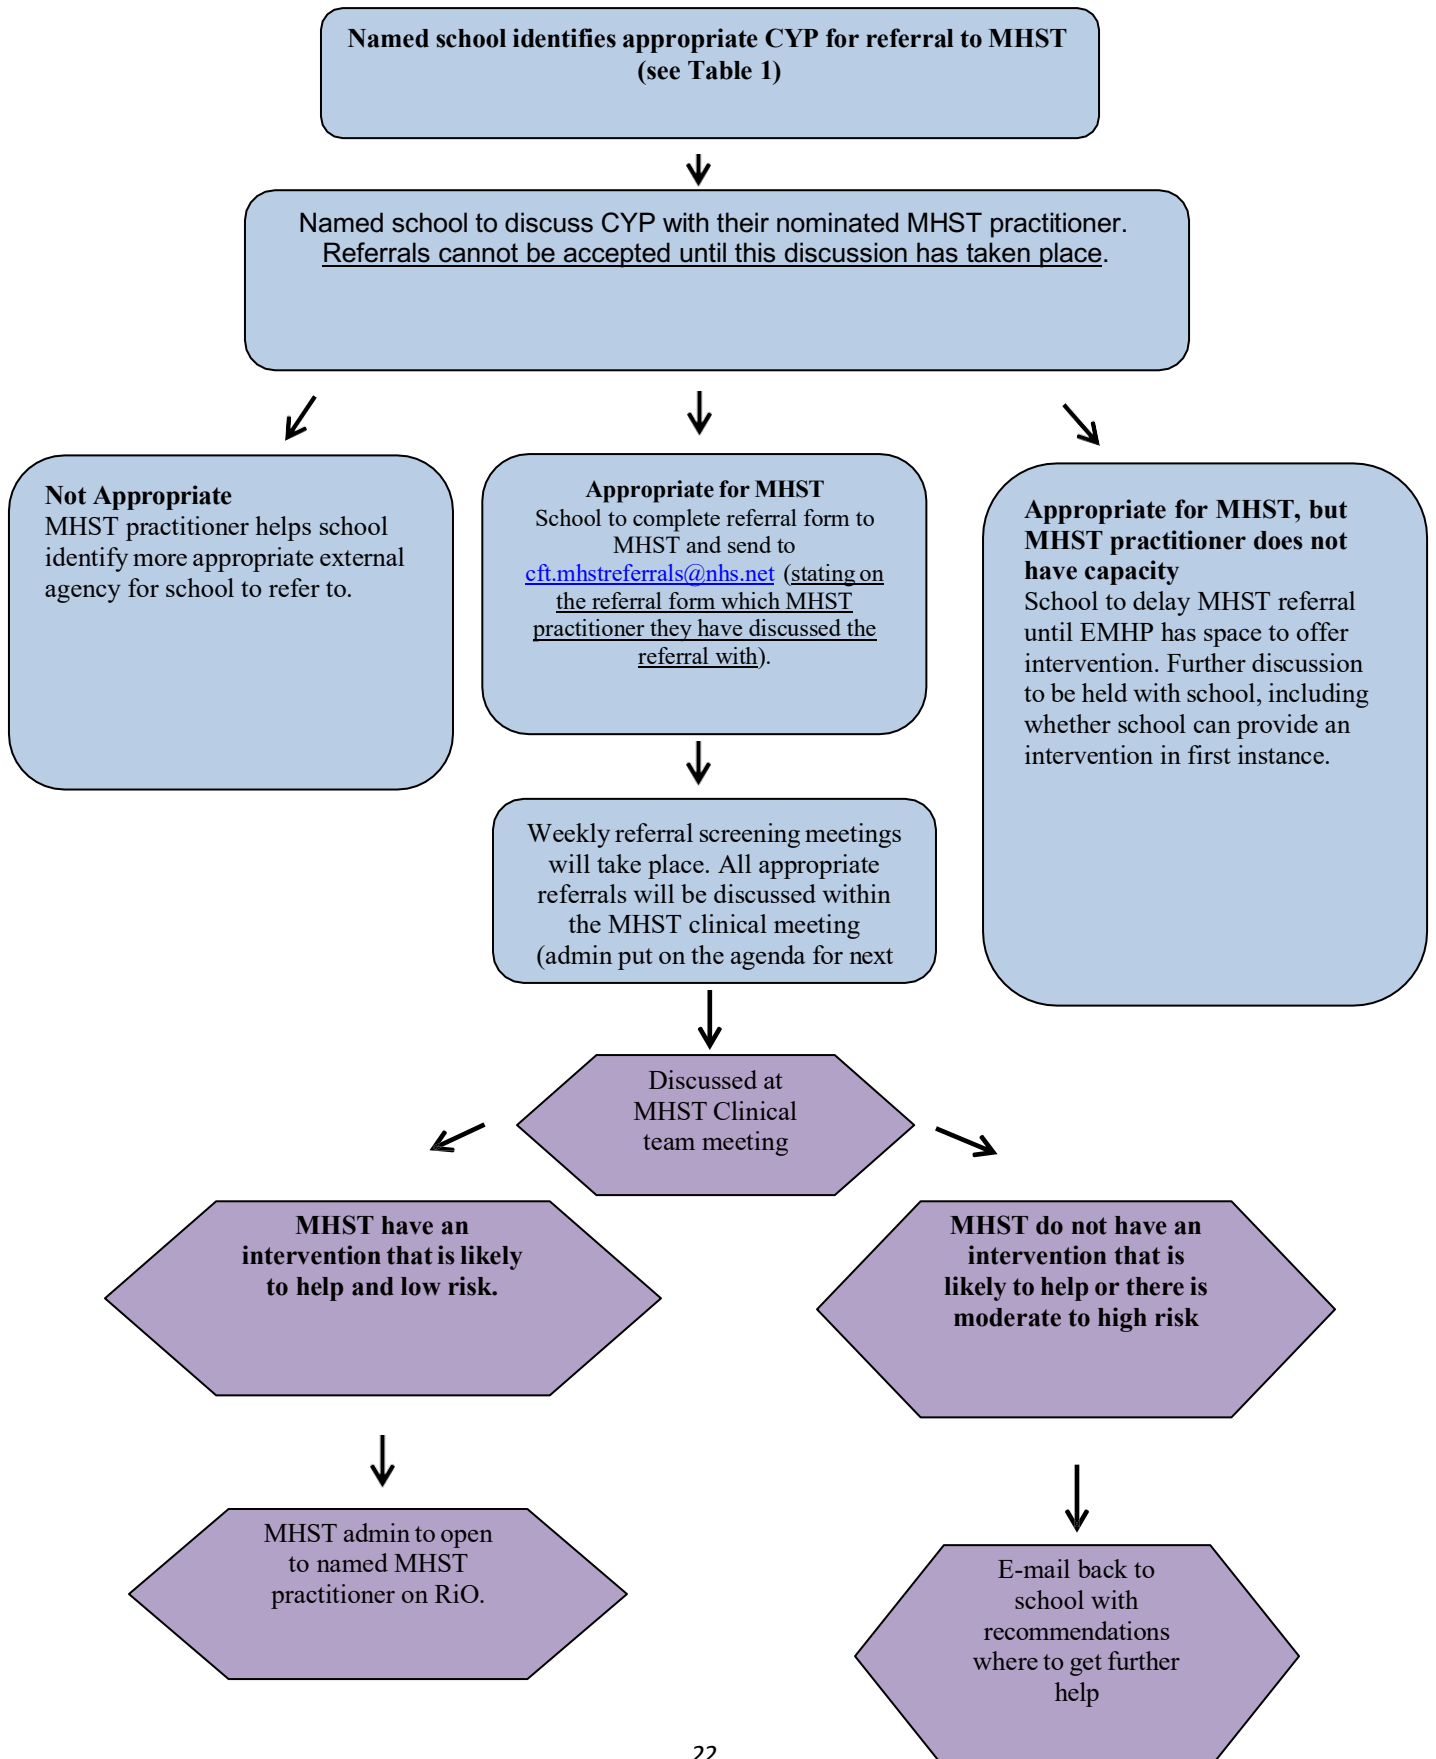 Named school identifies appropriate CYP for referral to MHST
(see Table 1)
Named school to discuss CYP with their nominated MHST practitioner.
Referrals cannot be accepted until this discussion has taken place.
Not Appropriate
MHST practitioner helps school
identify more appropriate external
agency for school to refer to.
Appropriate for MHST
School to complete referral form to
MHST and send to
cft.mhstreferrals@nhs.net (stating on
the referral form which MHST
practitioner they have discussed the
referral with).
Appropriate for MHST, but
MHST practitioner does not
have capacity
School to delay MHST referral
until EMHP has space to offer
intervention. Further discussion
to be held with school, including
whether school can provide an
intervention in first instance.
Weekly referral screening meetings
will take place. All appropriate
referrals will be discussed within
the MHST clinical meeting
(admin put on the agenda for next
Discussed at
MHST Clinical
team meeting
MHST have an
intervention that is likely
to help and low risk.
MHST do not have an
intervention that is
likely to help or there is
moderate to high risk
MHST admin to open
to named MHST
practitioner on RiO.
E-mail back to
school with
recommendations
where to get further
help
22